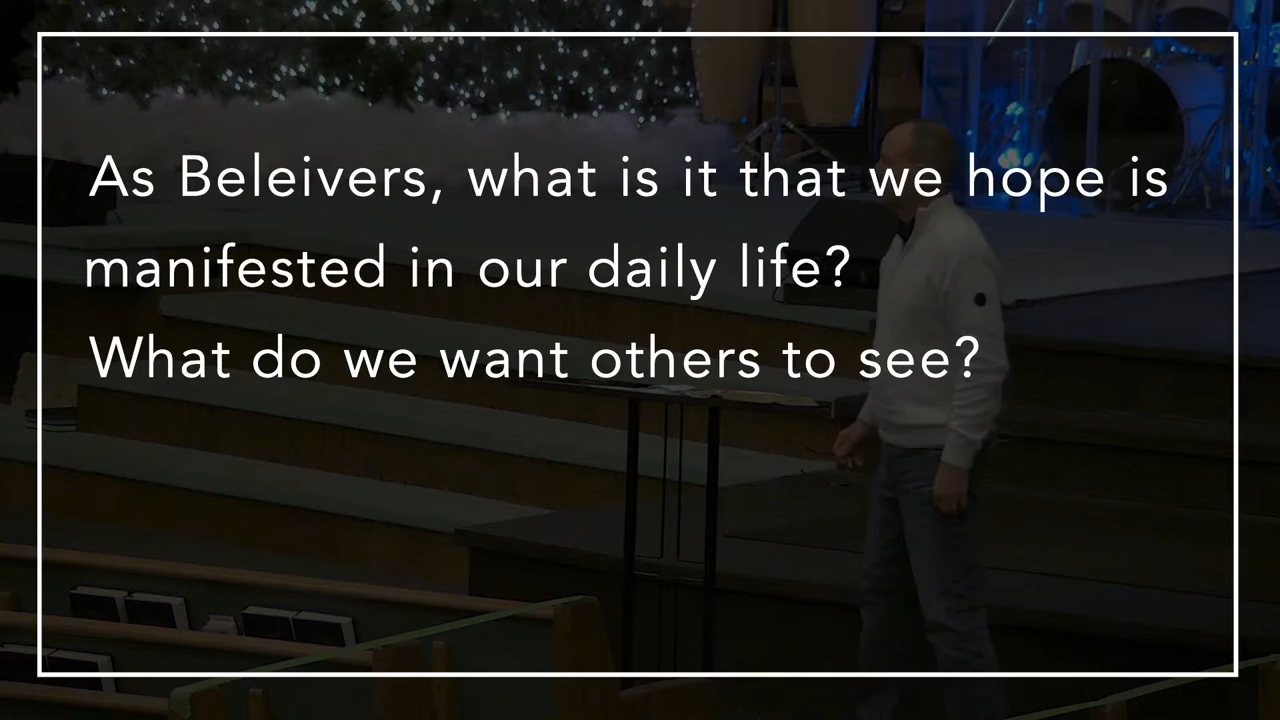 As Beleivers, what is it that we hope is
manifested in our daily life?
What do we want others to see?